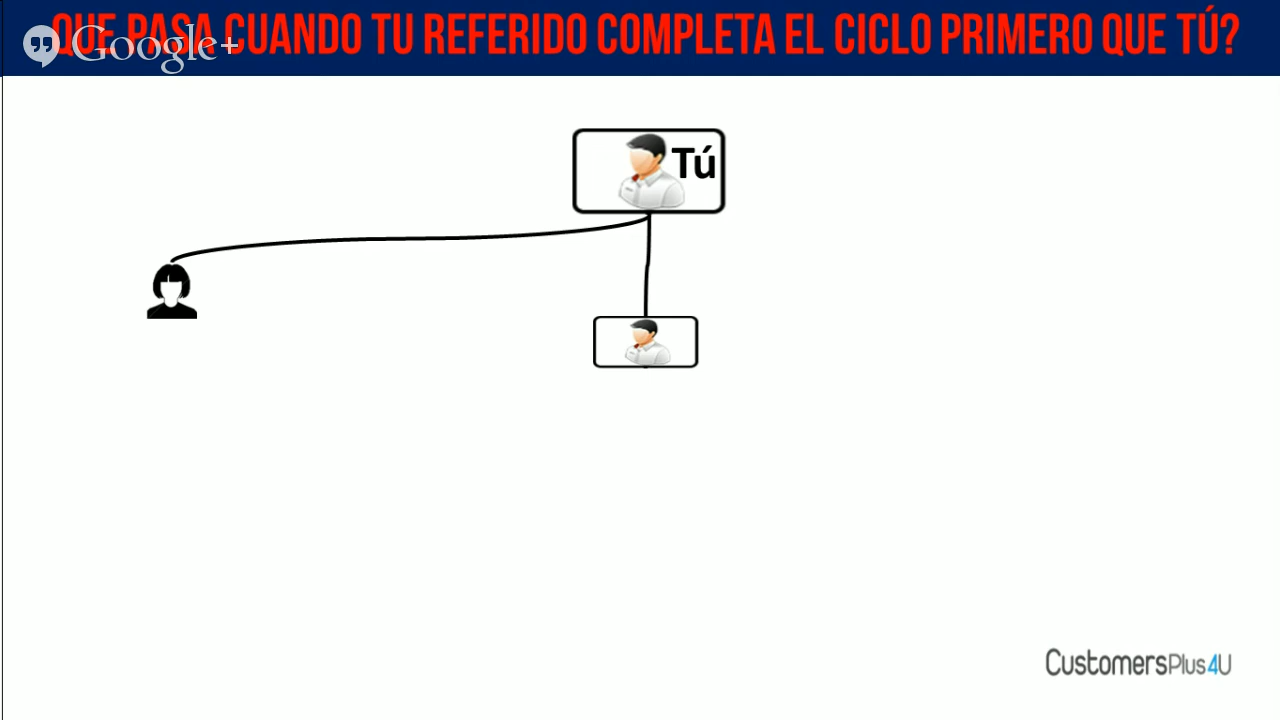 QUE PASA CUANDO TU REFERIDO COMPLETA EL CICLO PRIMERO QUE TÚ?
Google+
Tú
CustomersPlus4U